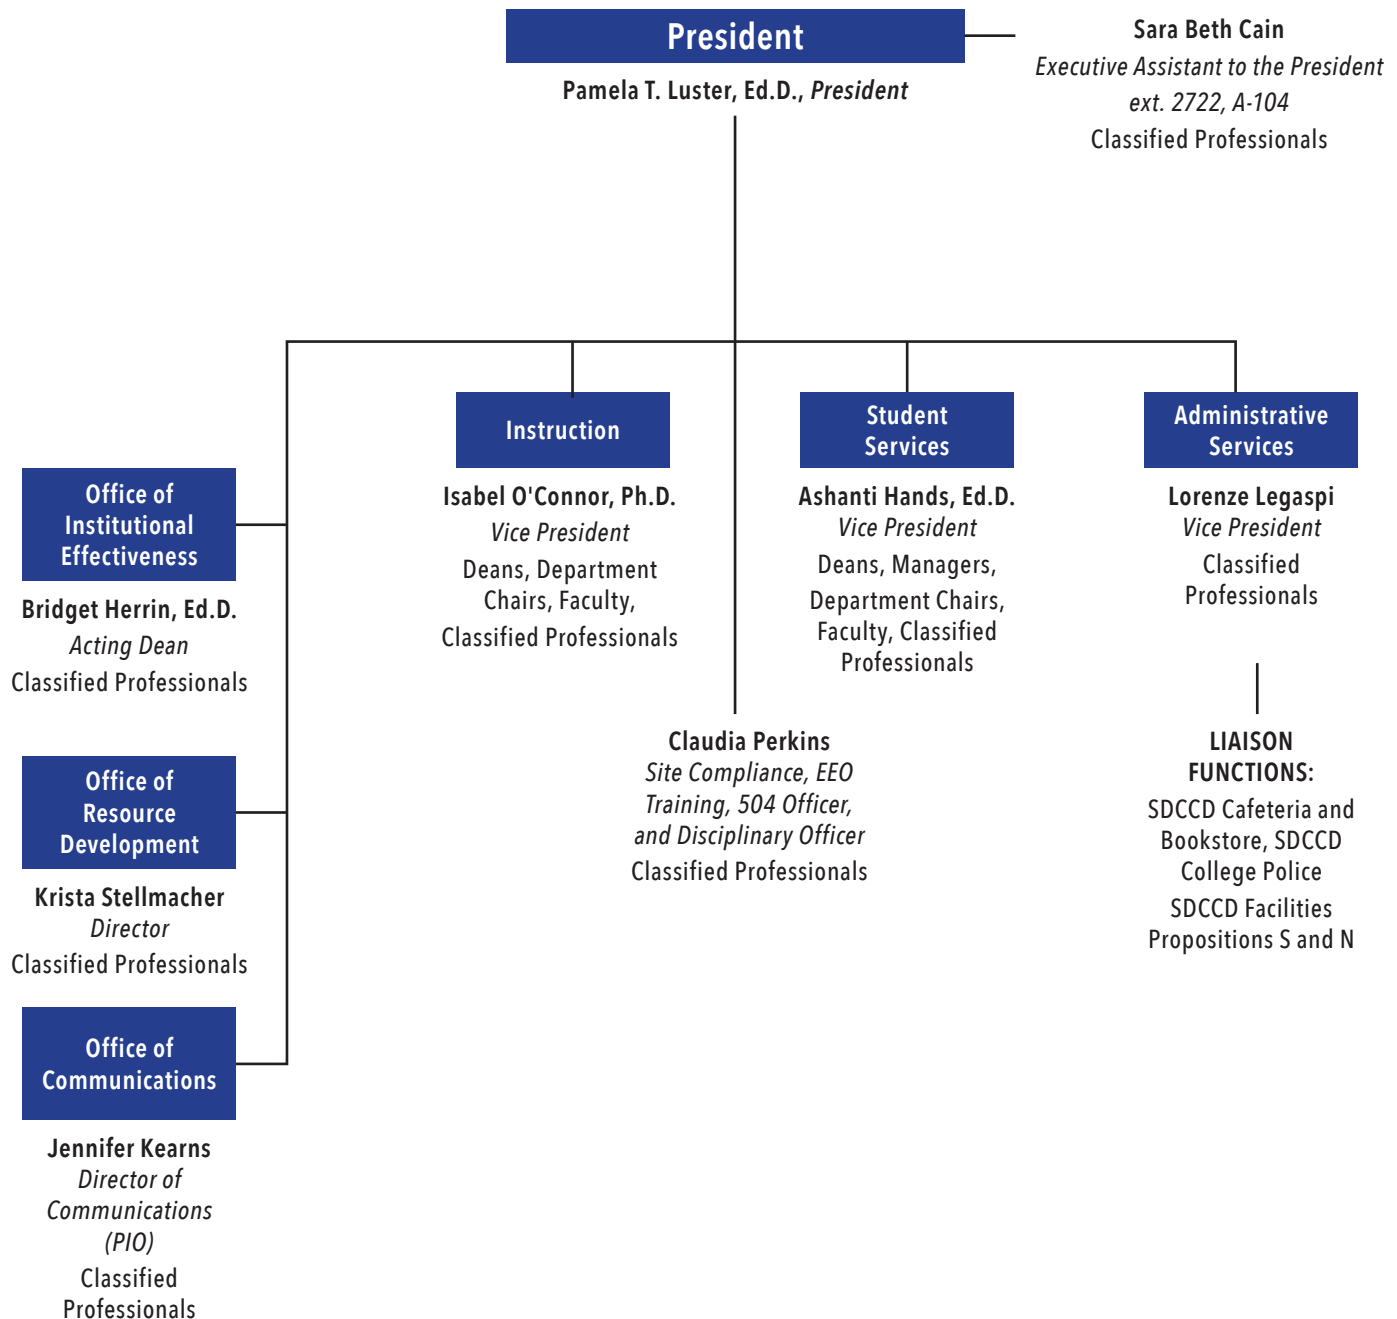 President
Pamela T. Luster, Ed.D., President
Sara Beth Cain
Executive Assistant to the President
ext. 2722, A-104
Classified Professionals
Office of
Institutional
Effectiveness
Bridget Herrin, Ed.D.
Acting Dean
Classified Professionals
Office of
Resource
Development
Krista Stellmacher
Director
Classified Professionals
Office of
Communications
Jennifer Kearns
Director of
Communications
(PIO)
Classified
Professionals
Instruction
Isabel O'Connor, Ph.D.
Vice President
Deans, Department
Chairs, Faculty,
Classified Professionals
Claudia Perkins
Site Compliance, EEO
Training, 504 Officer,
and Disciplinary Officer
Classified Professionals
Student
Services
Ashanti Hands, Ed.D.
Vice President
Deans, Managers,
Department Chairs,
Faculty, Classified
Professionals
Administrative
Services
Lorenze Legaspi
Vice President
Classified
Professionals
LIAISON
FUNCTIONS:
SDCCD Cafeteria and
Bookstore, SDCCD
College Police
SDCCD Facilities
Propositions S and N